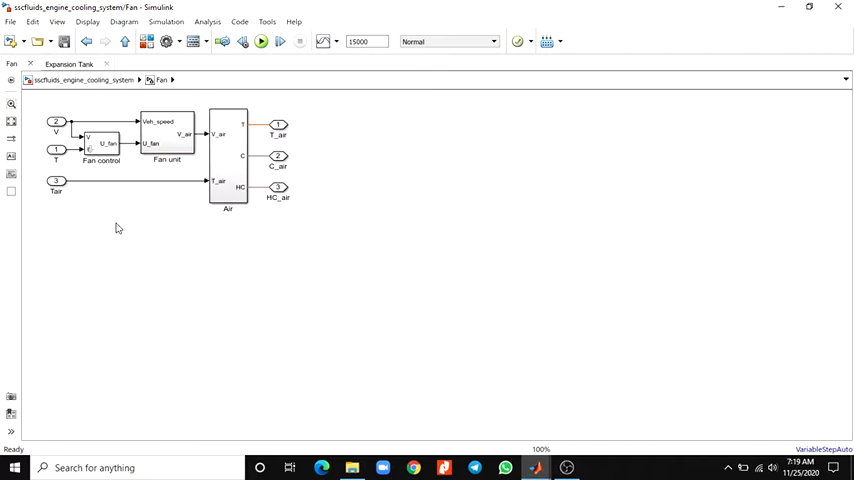 sscfluids_engine_cooling_system/Fan - Simulink
File Edit View Display Diagram Simulation Analysis Code Tools Help
15000 Normal
Fan Expansion Tank
sscfluids_engine_cooling_system Fan
2
V
1
T
3
Tair
V
U_fan
Fan control
Veh_speed
V_air
U_fan
Fan unit
V_air
T_air
T
C
HC
Air
1
T_air
2
C_air
3
HC_air
Ready 100% VariableStepAuto
Search for anything
7:19 AM
11/25/2020